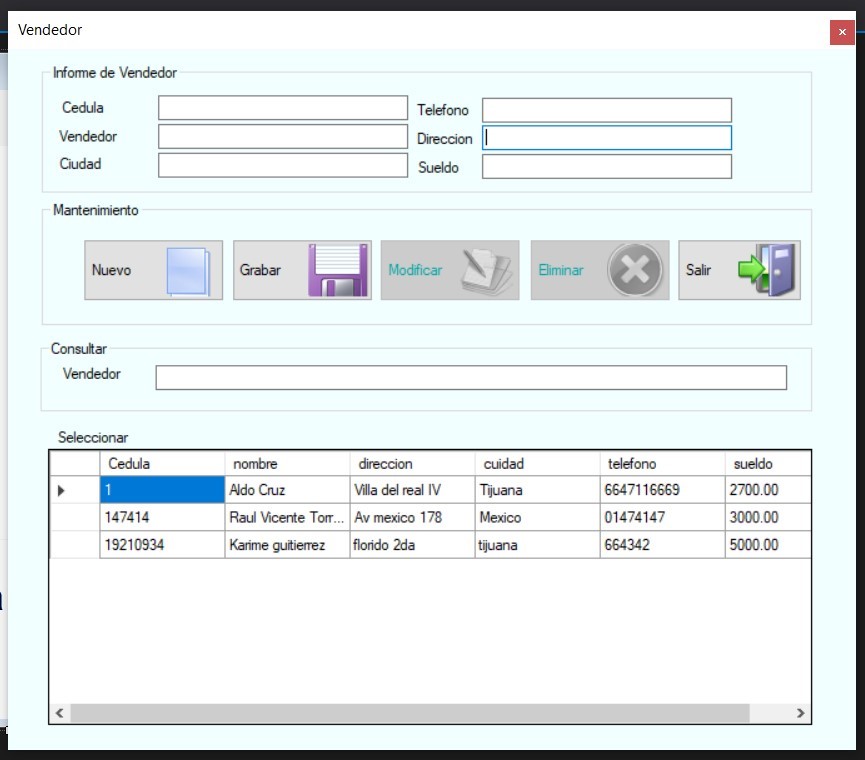 Vendedor
Informe de Vendedor
Cedula Telefono
Vendedor Direccion
Ciudad Sueldo
Mantenimiento
Nuevo Grabar Modificar Eliminar Salir
Consultar
Vendedor
Seleccionar
Cedula nombre direccion cuidad telefono sueldo
1 Aldo Cruz Villa del real IV Tijuana 6647116669 2700.00
147414 Raul Vicente Torr... Av mexico 178 Mexico 01474147 3000.00
19210934 Karime guitierrez florido 2da tijuana 664342 5000.00